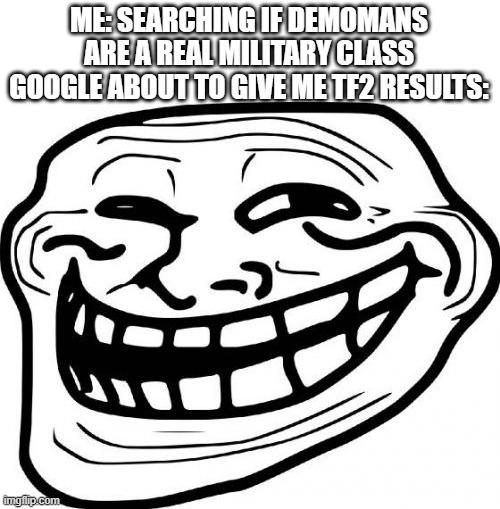 ME: SEARCHING IF DEMOMANS
ARE A REAL MILITARY CLASS
GOOGLE ABOUT TO GIVE ME TF2 RESULTS:
imgflip.com